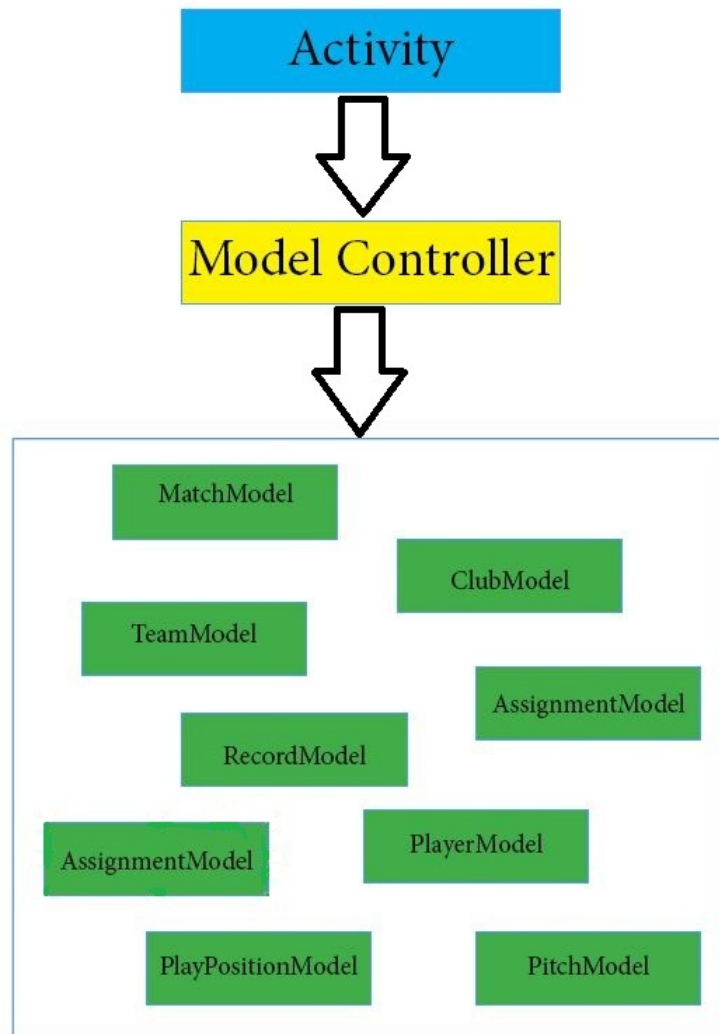 Activity
Model Controller
MatchModel
ClubModel
TeamModel
AssignmentModel
RecordModel
PlayerModel
AssignmentModel
PlayPositionModel
PitchModel